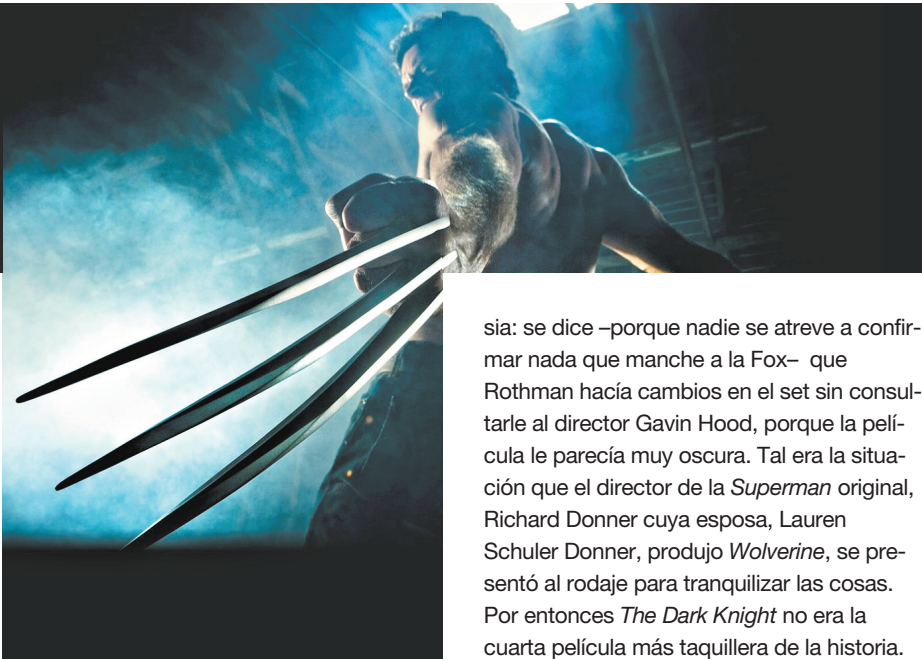 sia: se dice –porque nadie se atreve a confir-
mar nada que manche a la Fox– que
Rothman hacía cambios en el set sin consul-
tarle al director Gavin Hood, porque la pelí-
cula le parecía muy oscura. Tal era la situa-
ción que el director de la Superman original,
Richard Donner cuya esposa, Lauren
Schuler Donner, produjo Wolverine, se pre-
sentó al rodaje para tranquilizar las cosas.
Por entonces The Dark Knight no era la
cuarta película más taquillera de la historia.